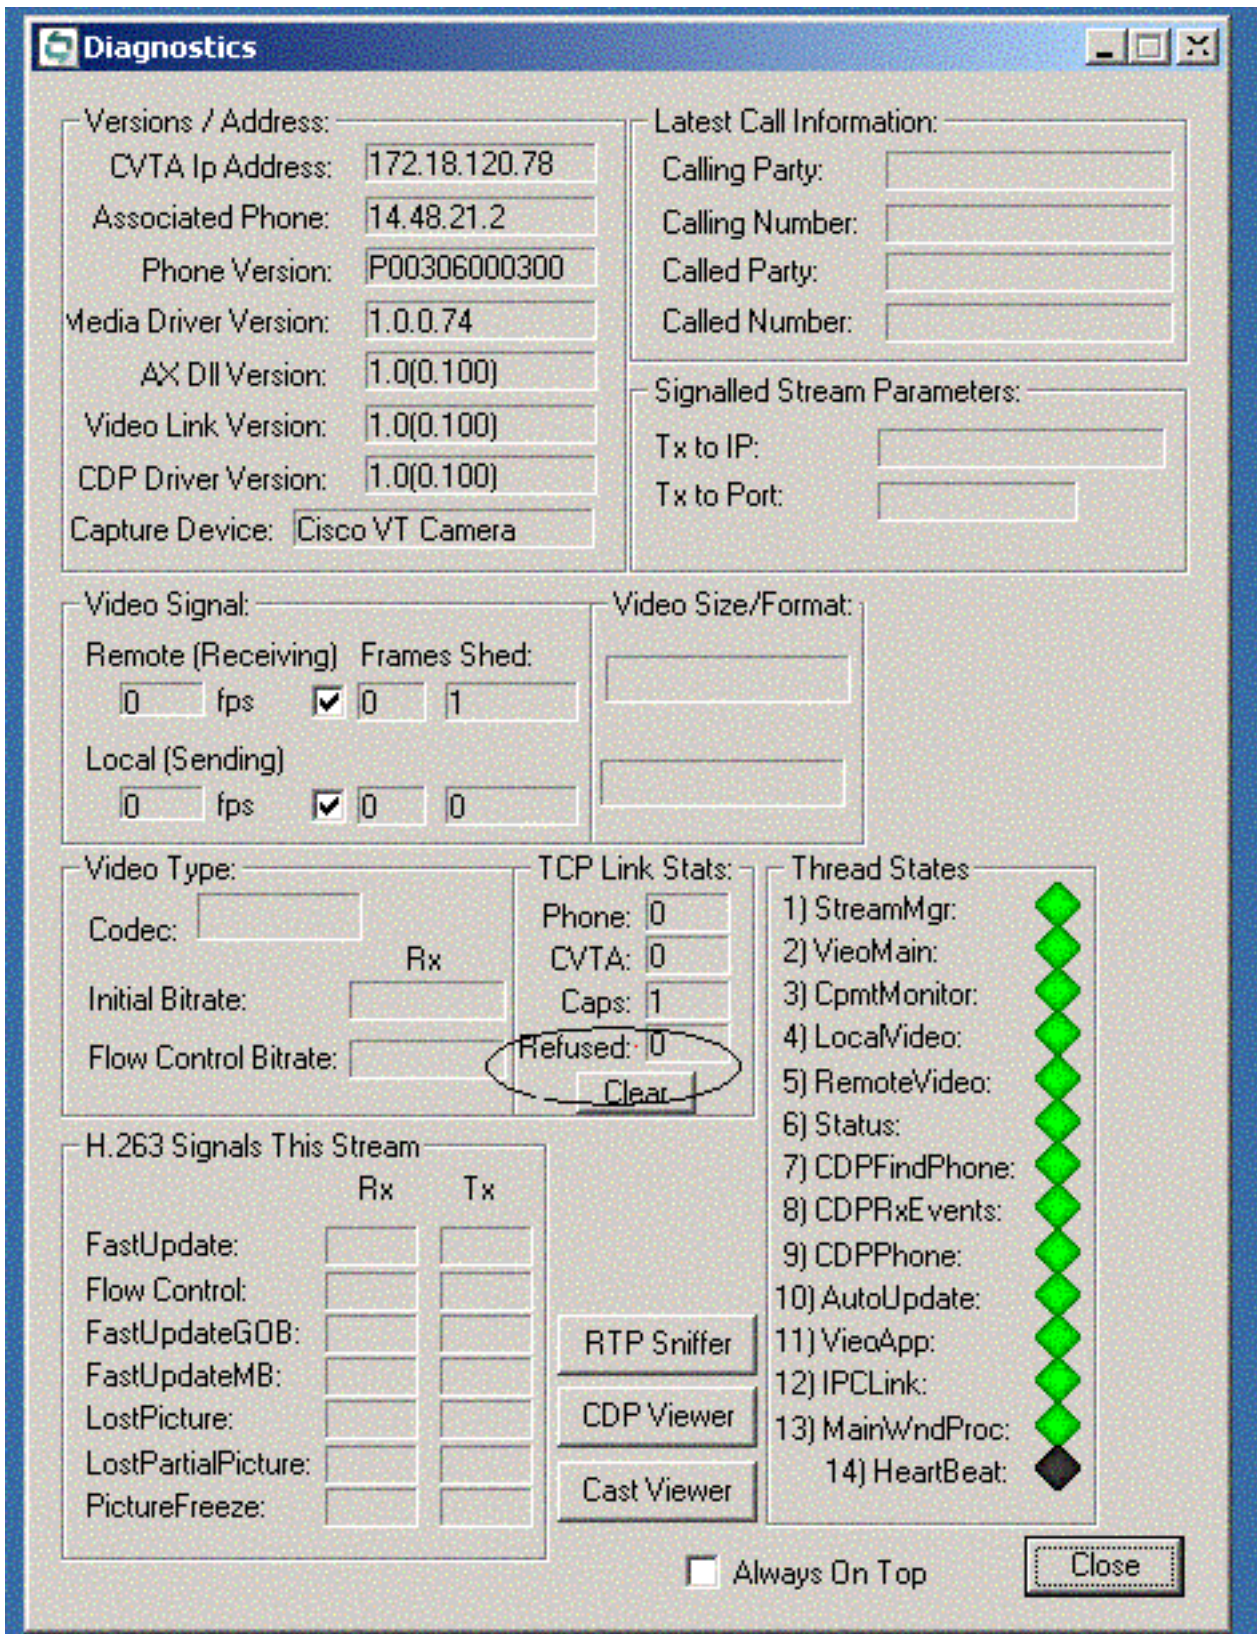 Diagnostics
Versions / Address:
CVTA Ip Address: 172.18.120.78
Associated Phone: 14.48.21.2
Phone Version: P00306000300
Media Driver Version: 1.0.0.74
AX Dll Version: 1.0(0.100)
Video Link Version: 1.0(0.100)
CDP Driver Version: 1.0(0.100)
Capture Device: Cisco VT Camera
Latest Call Information:
Calling Party:
Calling Number:
Called Party:
Called Number:
Signalled Stream Parameters:
Tx to IP:
Tx to Port:
Video Signal:
Remote (Receiving) Frames Shed:
0 fps 0 1
Local (Sending)
0 fps 0 0
Video Size/Format:
Video Type:
Codec:
Rx
Initial Bitrate:
Flow Control Bitrate:
TCP Link Stats:
Phone: 0
CVTA: 0
Caps: 1
Refused: 0
Clear
Thread States
1) StreamMgr:
2) VieoMain:
3) CpmtMonitor:
4) LocalVideo:
5) RemoteVideo:
6) Status:
7) CDPFindPhone:
8) CDPRxEvents:
9) CDPPhone:
10) AutoUpdate:
11) VieoApp:
12) IPCLink:
13) MainWndProc:
14) HeartBeat:
H.263 Signals This Stream
Rx Tx
FastUpdate:
Flow Control:
FastUpdateGOB:
FastUpdateMB:
LostPicture:
LostPartialPicture:
PictureFreeze:
RTP Sniffer
CDP Viewer
Cast Viewer
Always On Top
Close